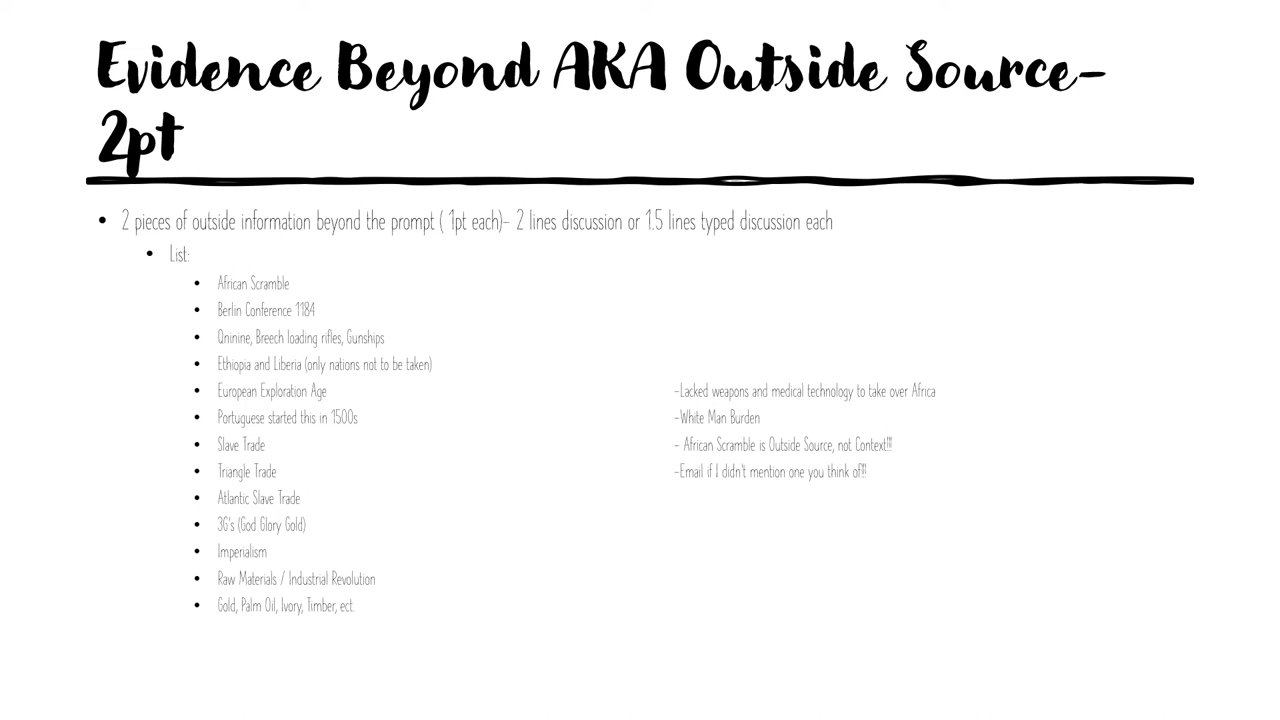 Evidence Beyond AKA Outside Source-
2pt
2 pieces of outside information beyond the prompt ( 1pt each)- 2 lines discussion or 1.5 lines typed discussion each
List:
African Scramble
Berlin Conference 1184
Qninine, Breech loading rifles, Gunships
Ethiopia and Liberia (only nations not to be taken)
European Exploration Age
Portuguese started this in 1500s
Slave Trade
Triangle Trade
Atlantic Slave Trade
3G's (God Glory Gold)
Imperialism
Raw Materials / Industrial Revolution
Gold, Palm Oil, Ivory, Timber, ect.
-Lacked weapons and medical technology to take over Africa
-White Man Burden
- African Scramble is Outside Source, not Context!!!
-Email if I didn't mention one you think of!!!